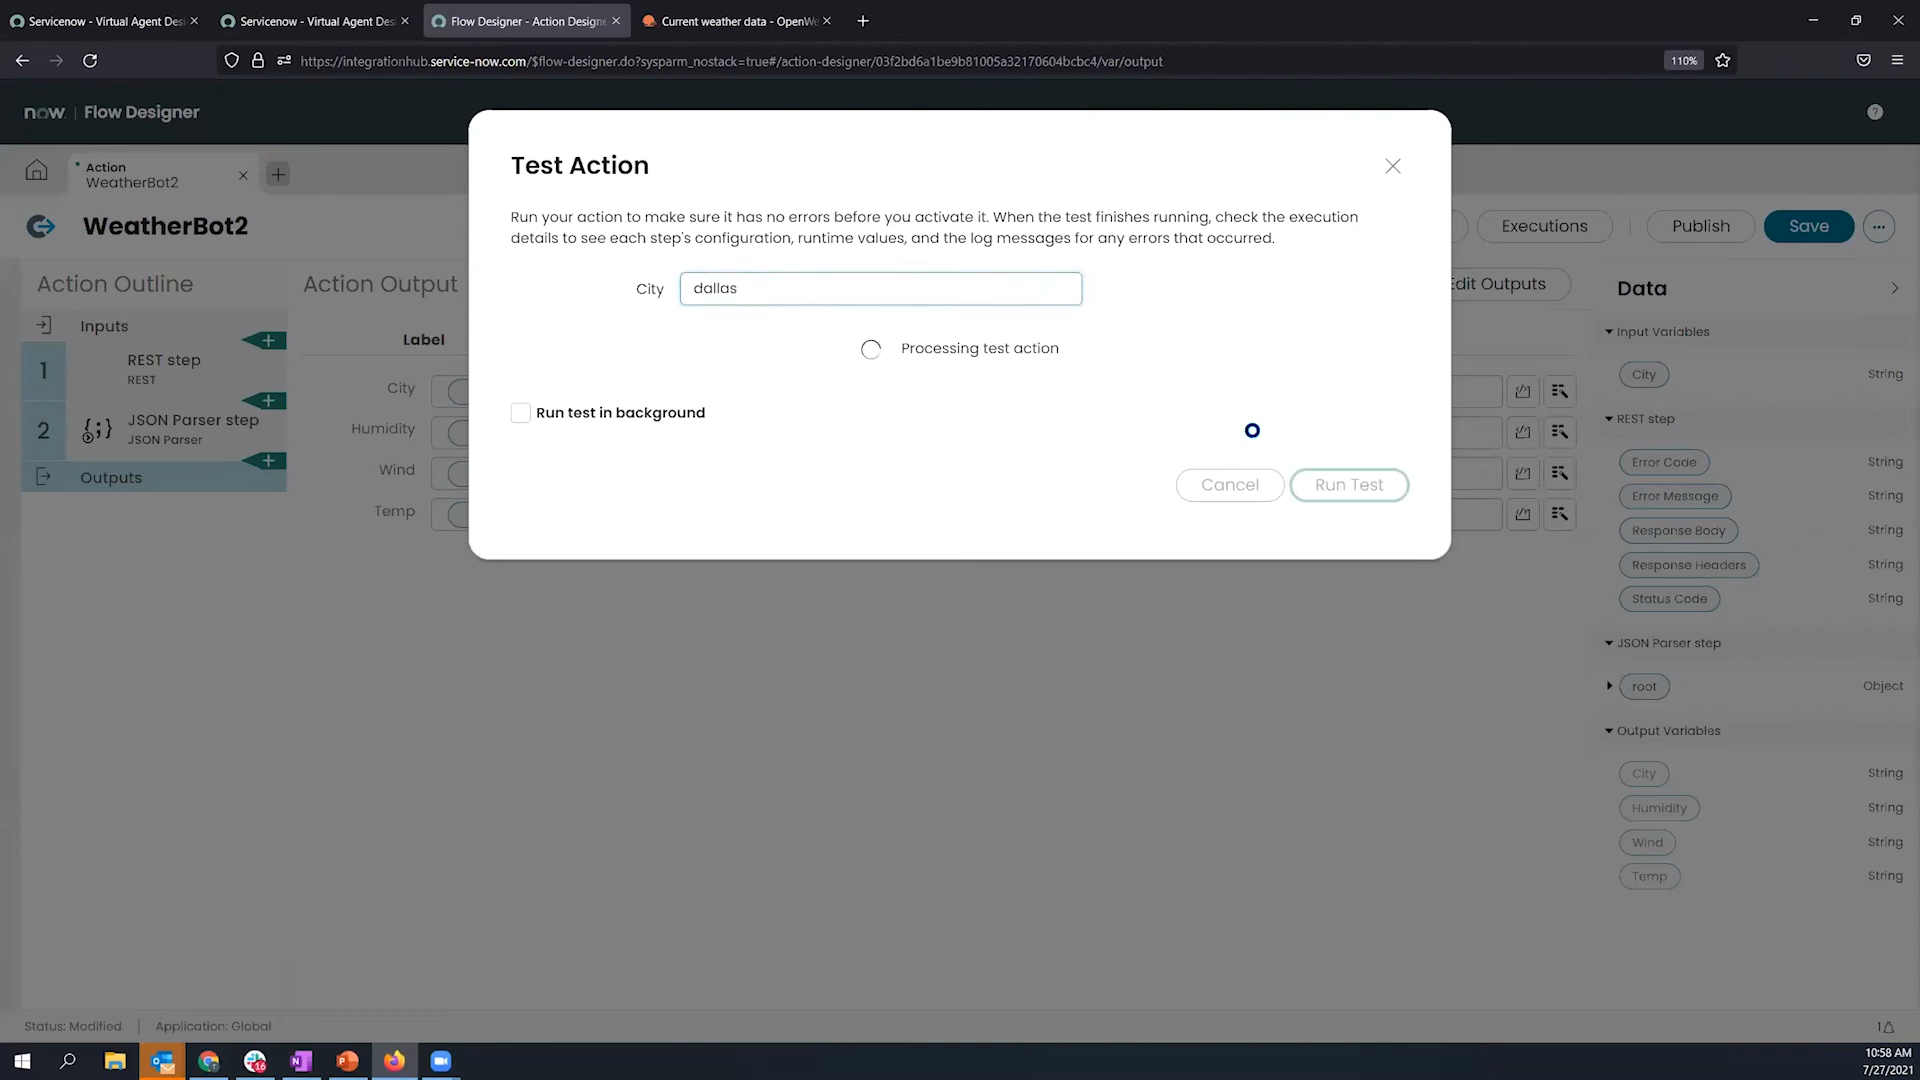 Servicenow - Virtual Agent Des
Servicenow - Virtual Agent Des
Flow Designer - Action Designe
Current weather data - OpenWe
https://integrationhub.service-now.com/$flow-designer.do?sysparm_nostack=true#/action-designer/03f2bd6a1be9b81005a32170604bcbc4/var/output
110%
now | Flow Designer
Action
WeatherBot2
WeatherBot2
Executions
Publish
Save
Action Outline
Inputs
1
REST step
REST
2
JSON Parser step
JSON Parser
Outputs
Action Output
Label
City
Humidity
Wind
Temp
Edit Outputs
Test Action
Run your action to make sure it has no errors before you activate it. When the test finishes running, check the execution
details to see each step's configuration, runtime values, and the log messages for any errors that occurred.
City
dallas
Processing test action
Run test in background
Cancel
Run Test
Data
Input Variables
City String
REST step
Error Code String
Error Message String
Response Body String
Response Headers String
Status Code String
JSON Parser step
root Object
Output Variables
City String
Humidity String
Wind String
Temp String
Status: Modified | Application: Global
1
16
10:58 AM
7/27/2021